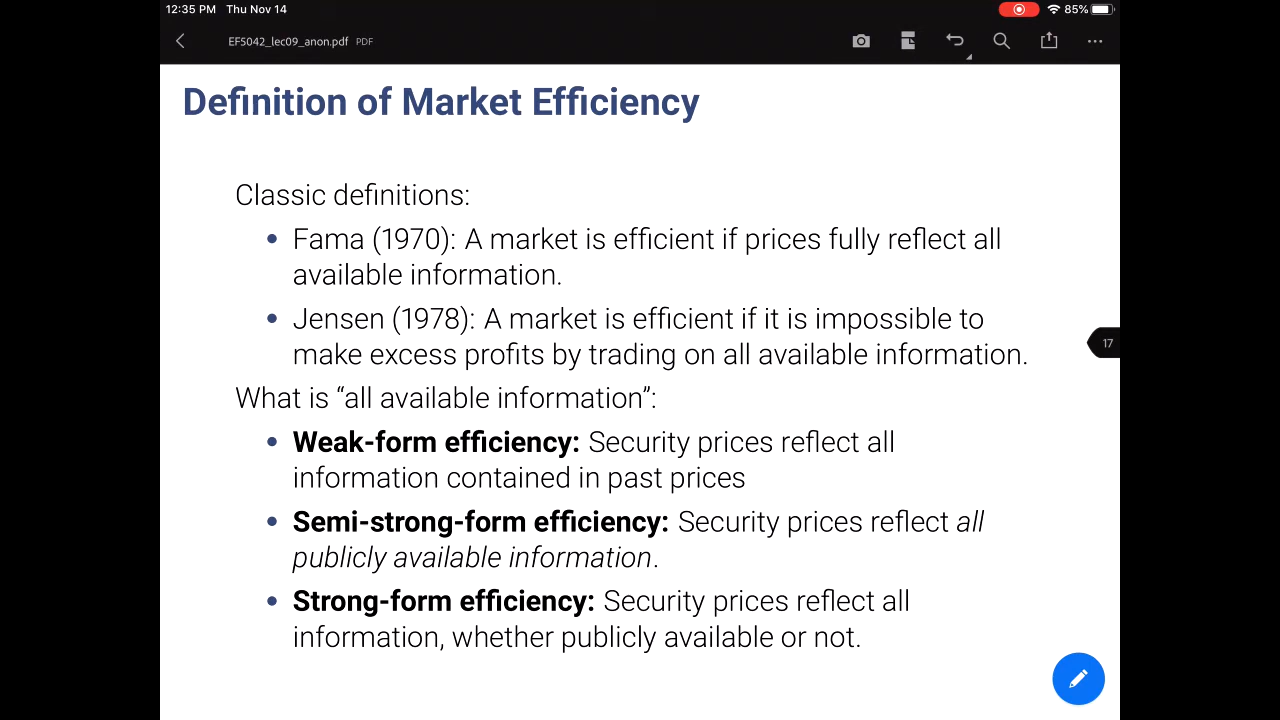 12:35 PM Thu Nov 14
85%
EF5042_lec09_anon.pdf PDF
Definition of Market Efficiency
Classic definitions:
• Fama (1970): A market is efficient if prices fully reflect all
available information.
• Jensen (1978): A market is efficient if it is impossible to
make excess profits by trading on all available information.
17
What is “all available information”:
• Weak-form efficiency: Security prices reflect all
information contained in past prices
• Semi-strong-form efficiency: Security prices reflect all
publicly available information.
• Strong-form efficiency: Security prices reflect all
information, whether publicly available or not.